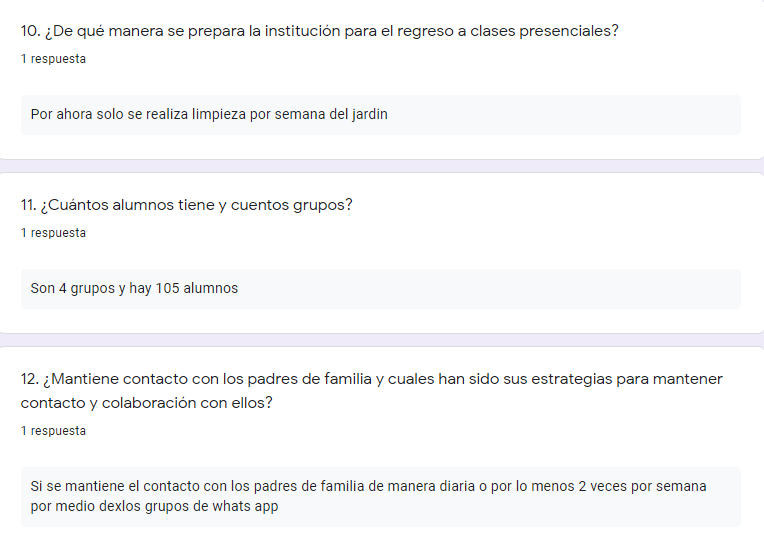 10. ¿De qué manera se prepara la institución para el regreso a clases presenciales?
1 respuesta
Por ahora solo se realiza limpieza por semana del jardin
11. ¿Cuántos alumnos tiene y cuentos grupos?
1 respuesta
Son 4 grupos y hay 105 alumnos
12. ¿Mantiene contacto con los padres de familia y cuales han sido sus estrategias para mantener
contacto y colaboración con ellos?
1 respuesta
Si se mantiene el contacto con los padres de familia de manera diaria o por lo menos 2 veces por semana
por medio dexlos grupos de whats app